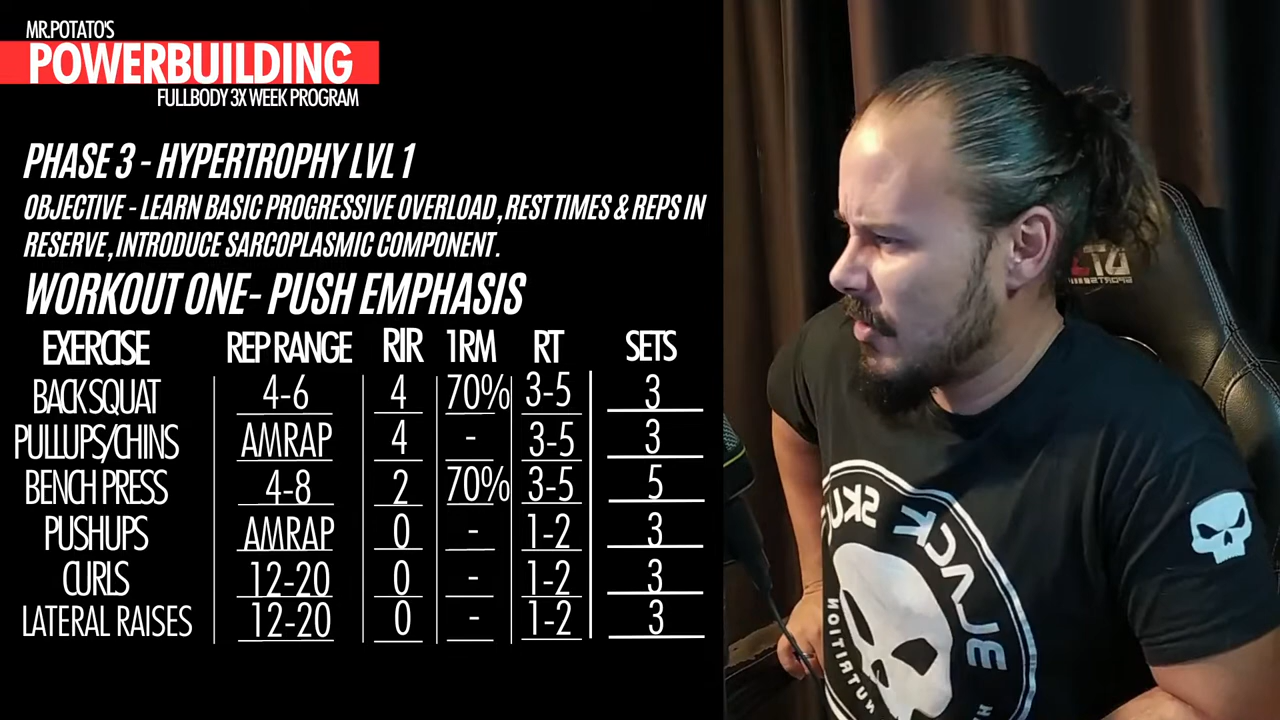 MR.POTATO'S
POWERBUILDING
FULLBODY 3X WEEK PROGRAM
PHASE 3 - HYPERTROPHY LVL 1
OBJECTIVE - LEARN BASIC PROGRESSIVE OVERLOAD, REST TIMES & REPS IN
RESERVE, INTRODUCE SARCOPLASMIC COMPONENT.
WORKOUT ONE- PUSH EMPHASIS
EXERCISE REP RANGE RIR 1RM RT SETS
BACK SQUAT 4-6 4 70% 3-5 3
PULLUPS/CHINS AMRAP 4 - 3-5 3
BENCH PRESS 4-8 2 70% 3-5 5
PUSHUPS AMRAP 0 - 1-2 3
CURLS 12-20 0 - 1-2 3
LATERAL RAISES 12-20 0 - 1-2 3
BLACK SKU
NUTRITION